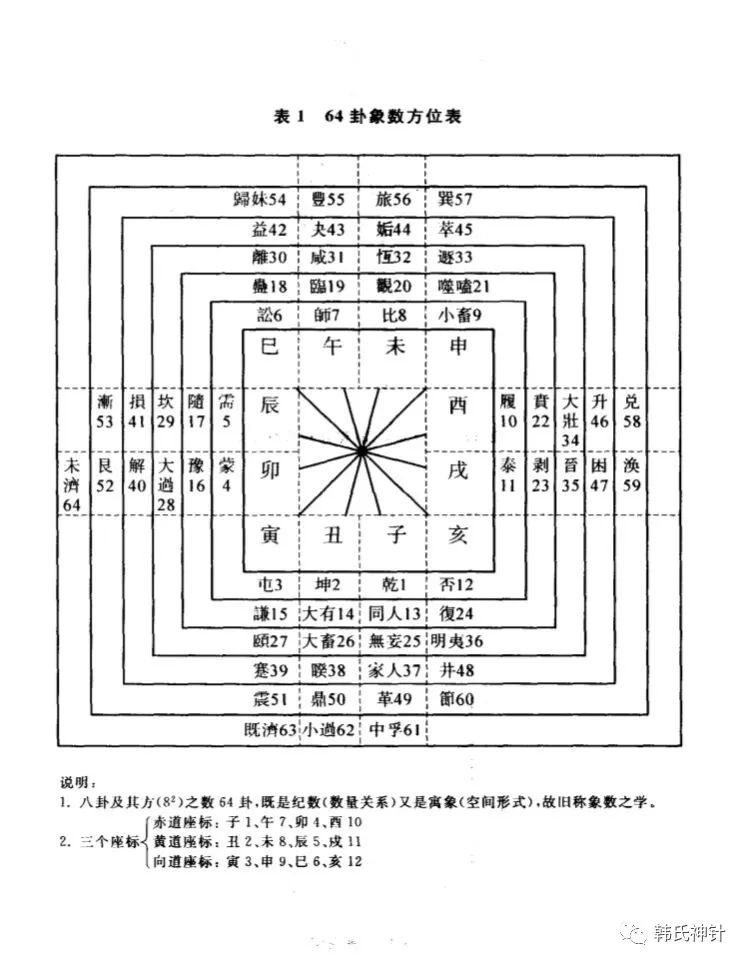 表1 64卦象数方位表
歸妹54 豐55 旅56 巽57
益42 夬43 姤44 萃45
離30 咸31 恆32 遯33
蠱18 臨19 觀20 噬嗑21
訟6 師7 比8 小畜9
巳 午 未 申
漸53 損41 坎29 隨17 需5 辰 酉 履10 賁22 大壯34 升46 兑58
未濟64 艮52 解40 大過28 豫16 蒙4 卯 戌 泰11 剥23 晉35 困47 涣59
寅 丑 子 亥
屯3 坤2 乾1 否12
謙15 大有14 同人13 復24
頤27 大畜26 無妄25 明夷36
蹇39 睽38 家人37 井48
震51 鼎50 革49 節60
既濟63 小過62 中孚61
说明:
1. 八卦及其方(8²)之数64卦,既是纪数(数量关系)又是寓象(空间形式),故旧称象数之学。
2. 三个座标
赤道座标:子1、午7、卯4、酉10
黄道座标:丑2、未8、辰5、戌11
向道座标:寅3、申9、巳6、亥12
韩氏神针